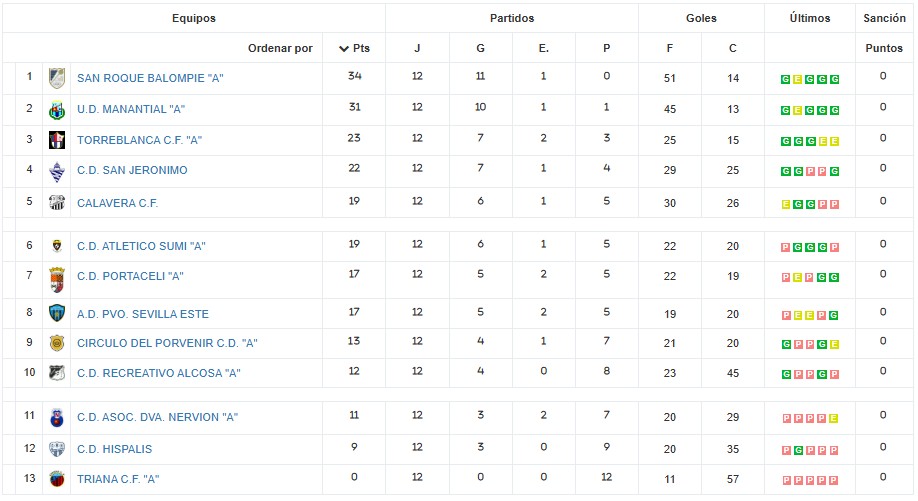 Equipos Partidos Goles Últimos Sanción
Ordenar por Pts J G E. P F C Puntos
1 SAN ROQUE BALOMPIE "A" 34 12 11 1 0 51 14 G E G G G 0
2 U.D. MANANTIAL "A" 31 12 10 1 1 45 13 G E G G G 0
3 TORREBLANCA C.F. "A" 23 12 7 2 3 25 15 G G G E E 0
4 C.D. SAN JERONIMO 22 12 7 1 4 29 25 G G P P G 0
5 CALAVERA C.F. 19 12 6 1 5 30 26 E G G P P 0
6 C.D. ATLETICO SUMI "A" 19 12 6 1 5 22 20 P G G G P 0
7 C.D. PORTACELI "A" 17 12 5 2 5 22 19 P E P G G 0
8 A.D. PVO. SEVILLA ESTE 17 12 5 2 5 19 20 P E E P G 0
9 CIRCULO DEL PORVENIR C.D. "A" 13 12 4 1 7 21 20 G P P G E 0
10 C.D. RECREATIVO ALCOSA "A" 12 12 4 0 8 23 45 G P P G P 0
11 C.D. ASOC. DVA. NERVION "A" 11 12 3 2 7 20 29 P P P P E 0
12 C.D. HISPALIS 9 12 3 0 9 20 35 P G P P P 0
13 TRIANA C.F. "A" 0 12 0 0 12 11 57 P P P P P 0